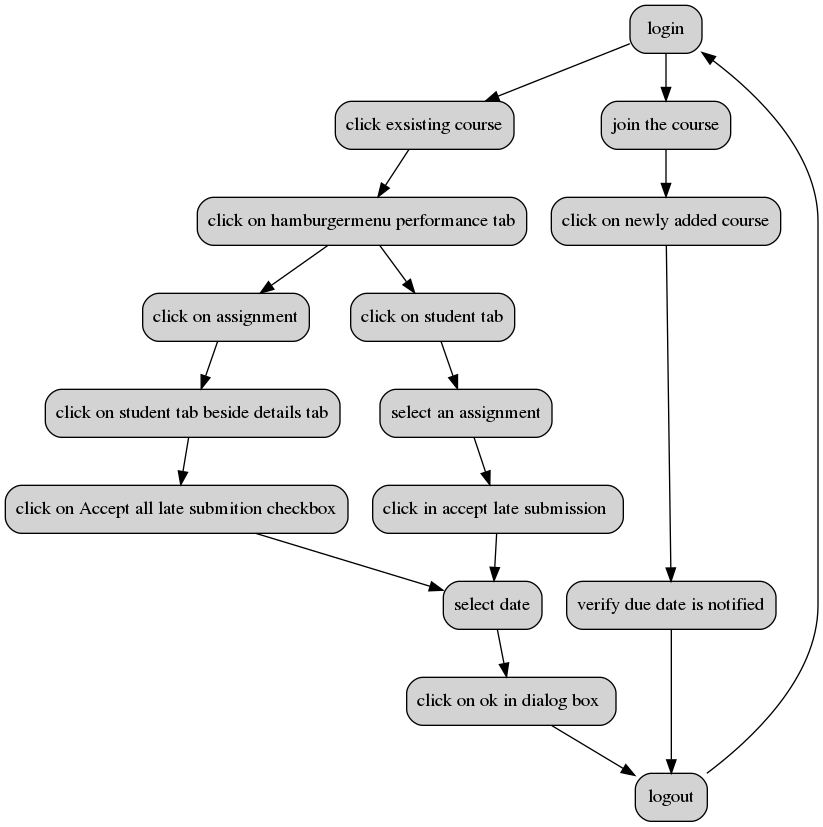 login
click exsisting course
join the course
click on hamburgermenu performance tab
click on newly added course
click on assignment
click on student tab
click on student tab beside details tab
select an assignment
click on Accept all late submition checkbox
click in accept late submission
select date
verify due date is notified
click on ok in dialog box
logout